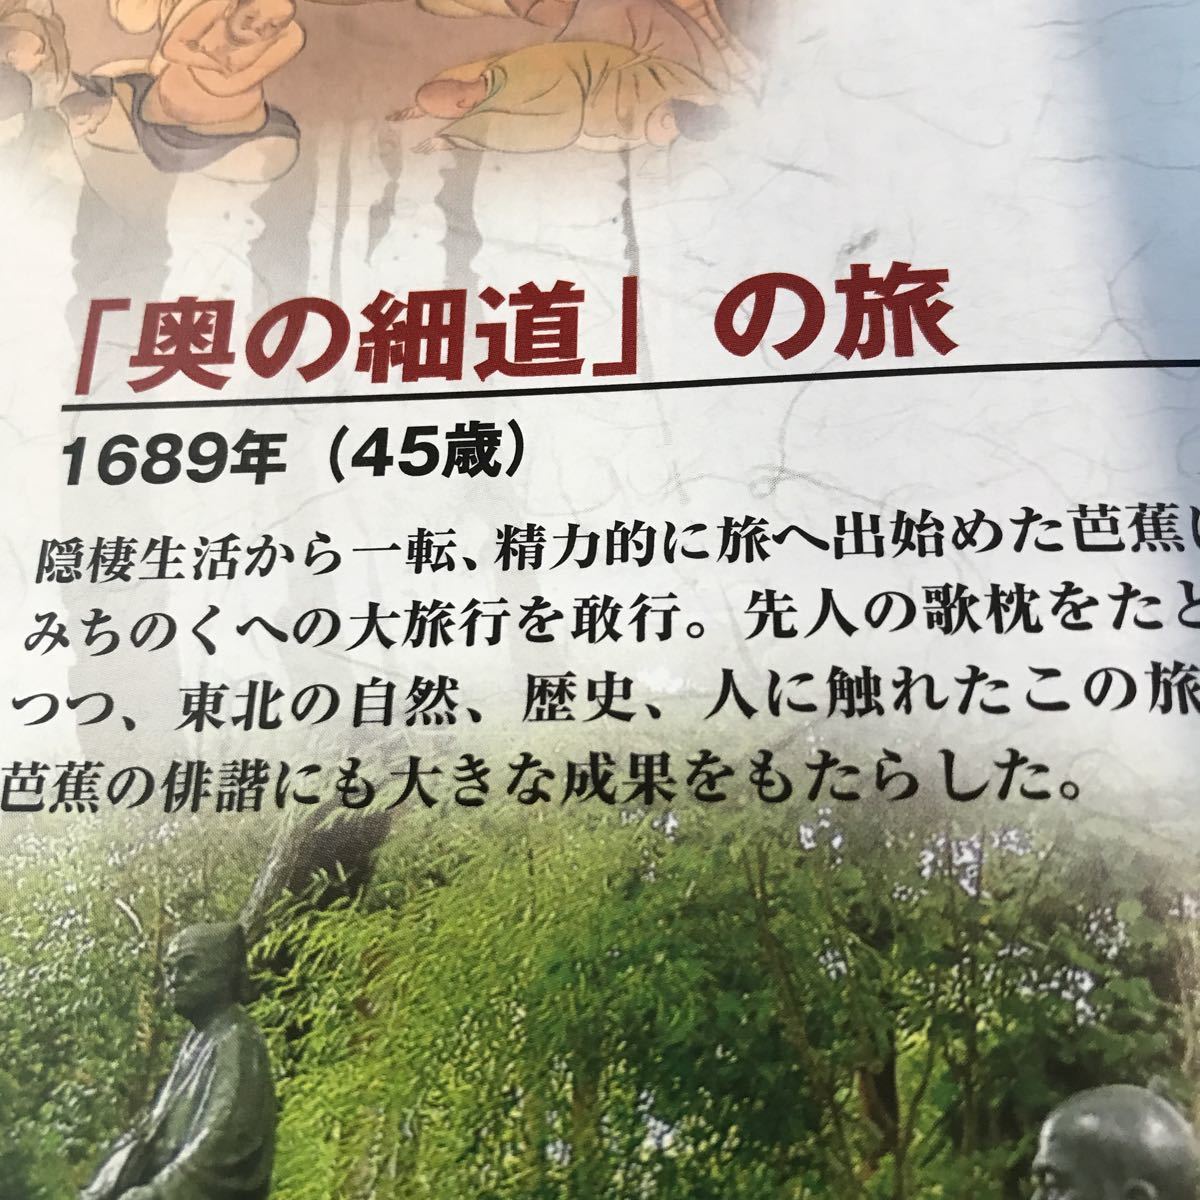 「奥の細道」の旅
1689年（45歳）
隠棲生活から一転、精力的に旅へ出始めた芭蕉は
みちのくへの大旅行を敢行。先人の歌枕をたど
つつ、東北の自然、歴史、人に触れたこの旅
芭蕉の俳諧にも大きな成果をもたらした。